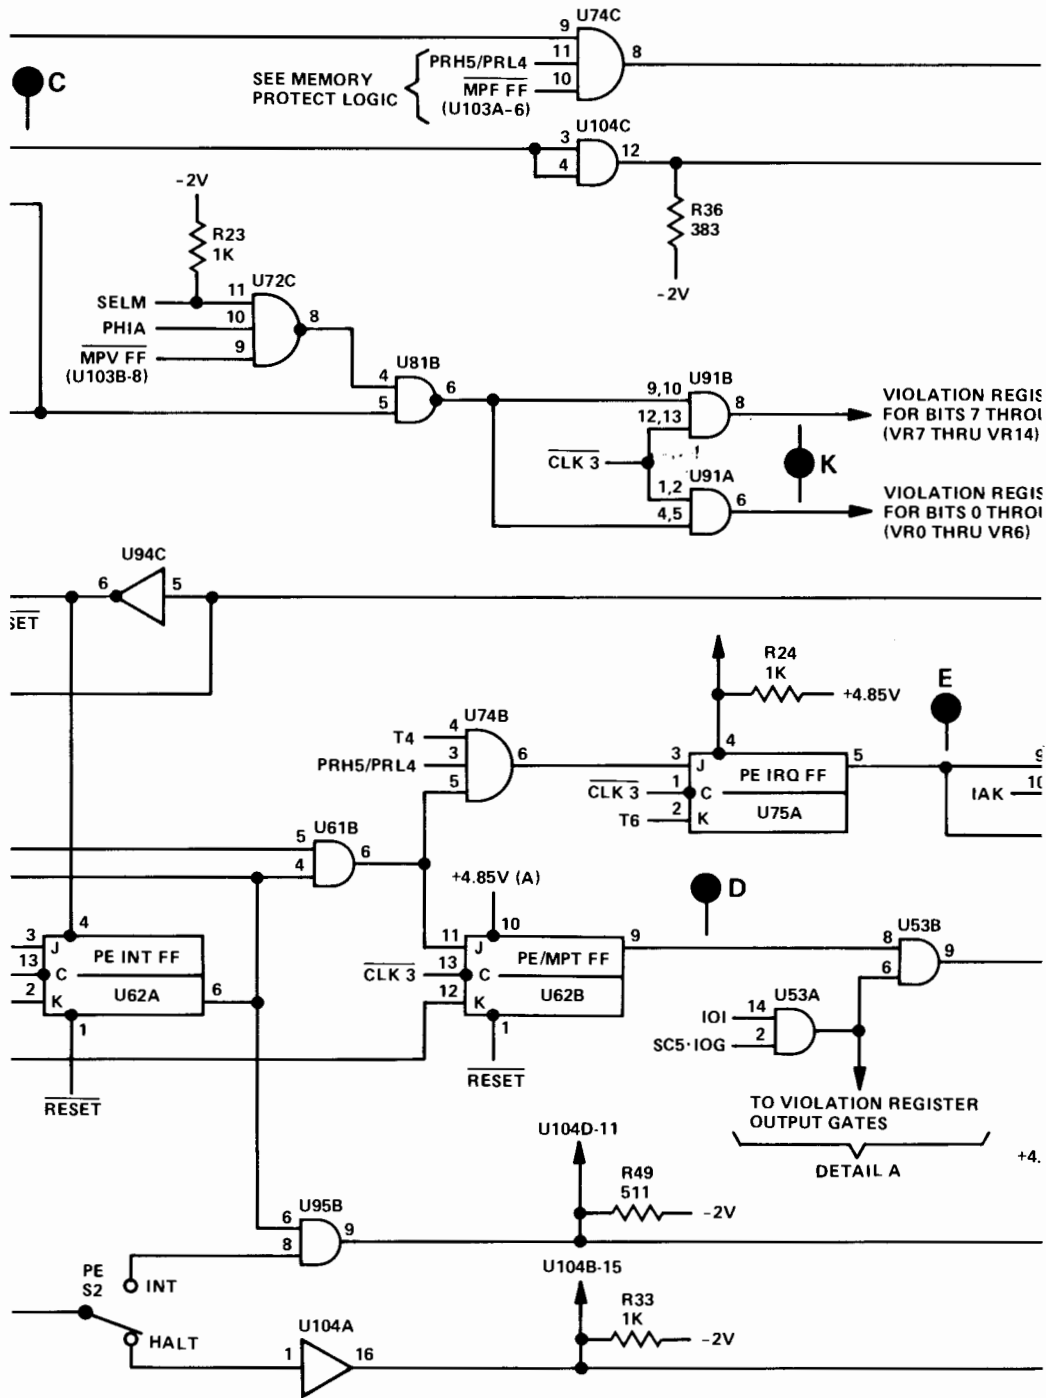 U74C
9
11
10
8
PRH5/PRL4
MPF FF
(U103A-6)
SEE MEMORY
PROTECT LOGIC
C
U104C
3
4
12
R36
383
-2V
-2V
R23
1K
U72C
SELM
11
PHIA
10
MPV FF
9
(U103B-8)
8
U81B
4
5
6
U91B
9,10
12,13
8
CLK 3
U91A
1,2
4,5
6
K
VIOLATION REGIS
FOR BITS 7 THROU
(VR7 THRU VR14)
VIOLATION REGIS
FOR BITS 0 THROU
(VR0 THRU VR6)
U94C
6
5
SET
R24
1K
+4.85V
E
U74B
T4
4
PRH5/PRL4
3
5
6
3
J
4
PE IRQ FF
5
CLK 3
1
C
T6
2
K
U75A
9
IAK
10
U61B
5
4
6
+4.85V (A)
D
3
J
4
PE INT FF
13
C
2
K
U62A
6
1
RESET
11
J
10
PE/MPT FF
9
CLK 3
13
C
12
K
U62B
1
RESET
U53B
8
6
9
U53A
IOI
14
SC5·IOG
2
TO VIOLATION REGISTER
OUTPUT GATES
DETAIL A
+4.
U104D-11
R49
511
-2V
U95B
6
8
9
PE
S2
INT
HALT
U104B-15
R33
1K
-2V
U104A
1
16